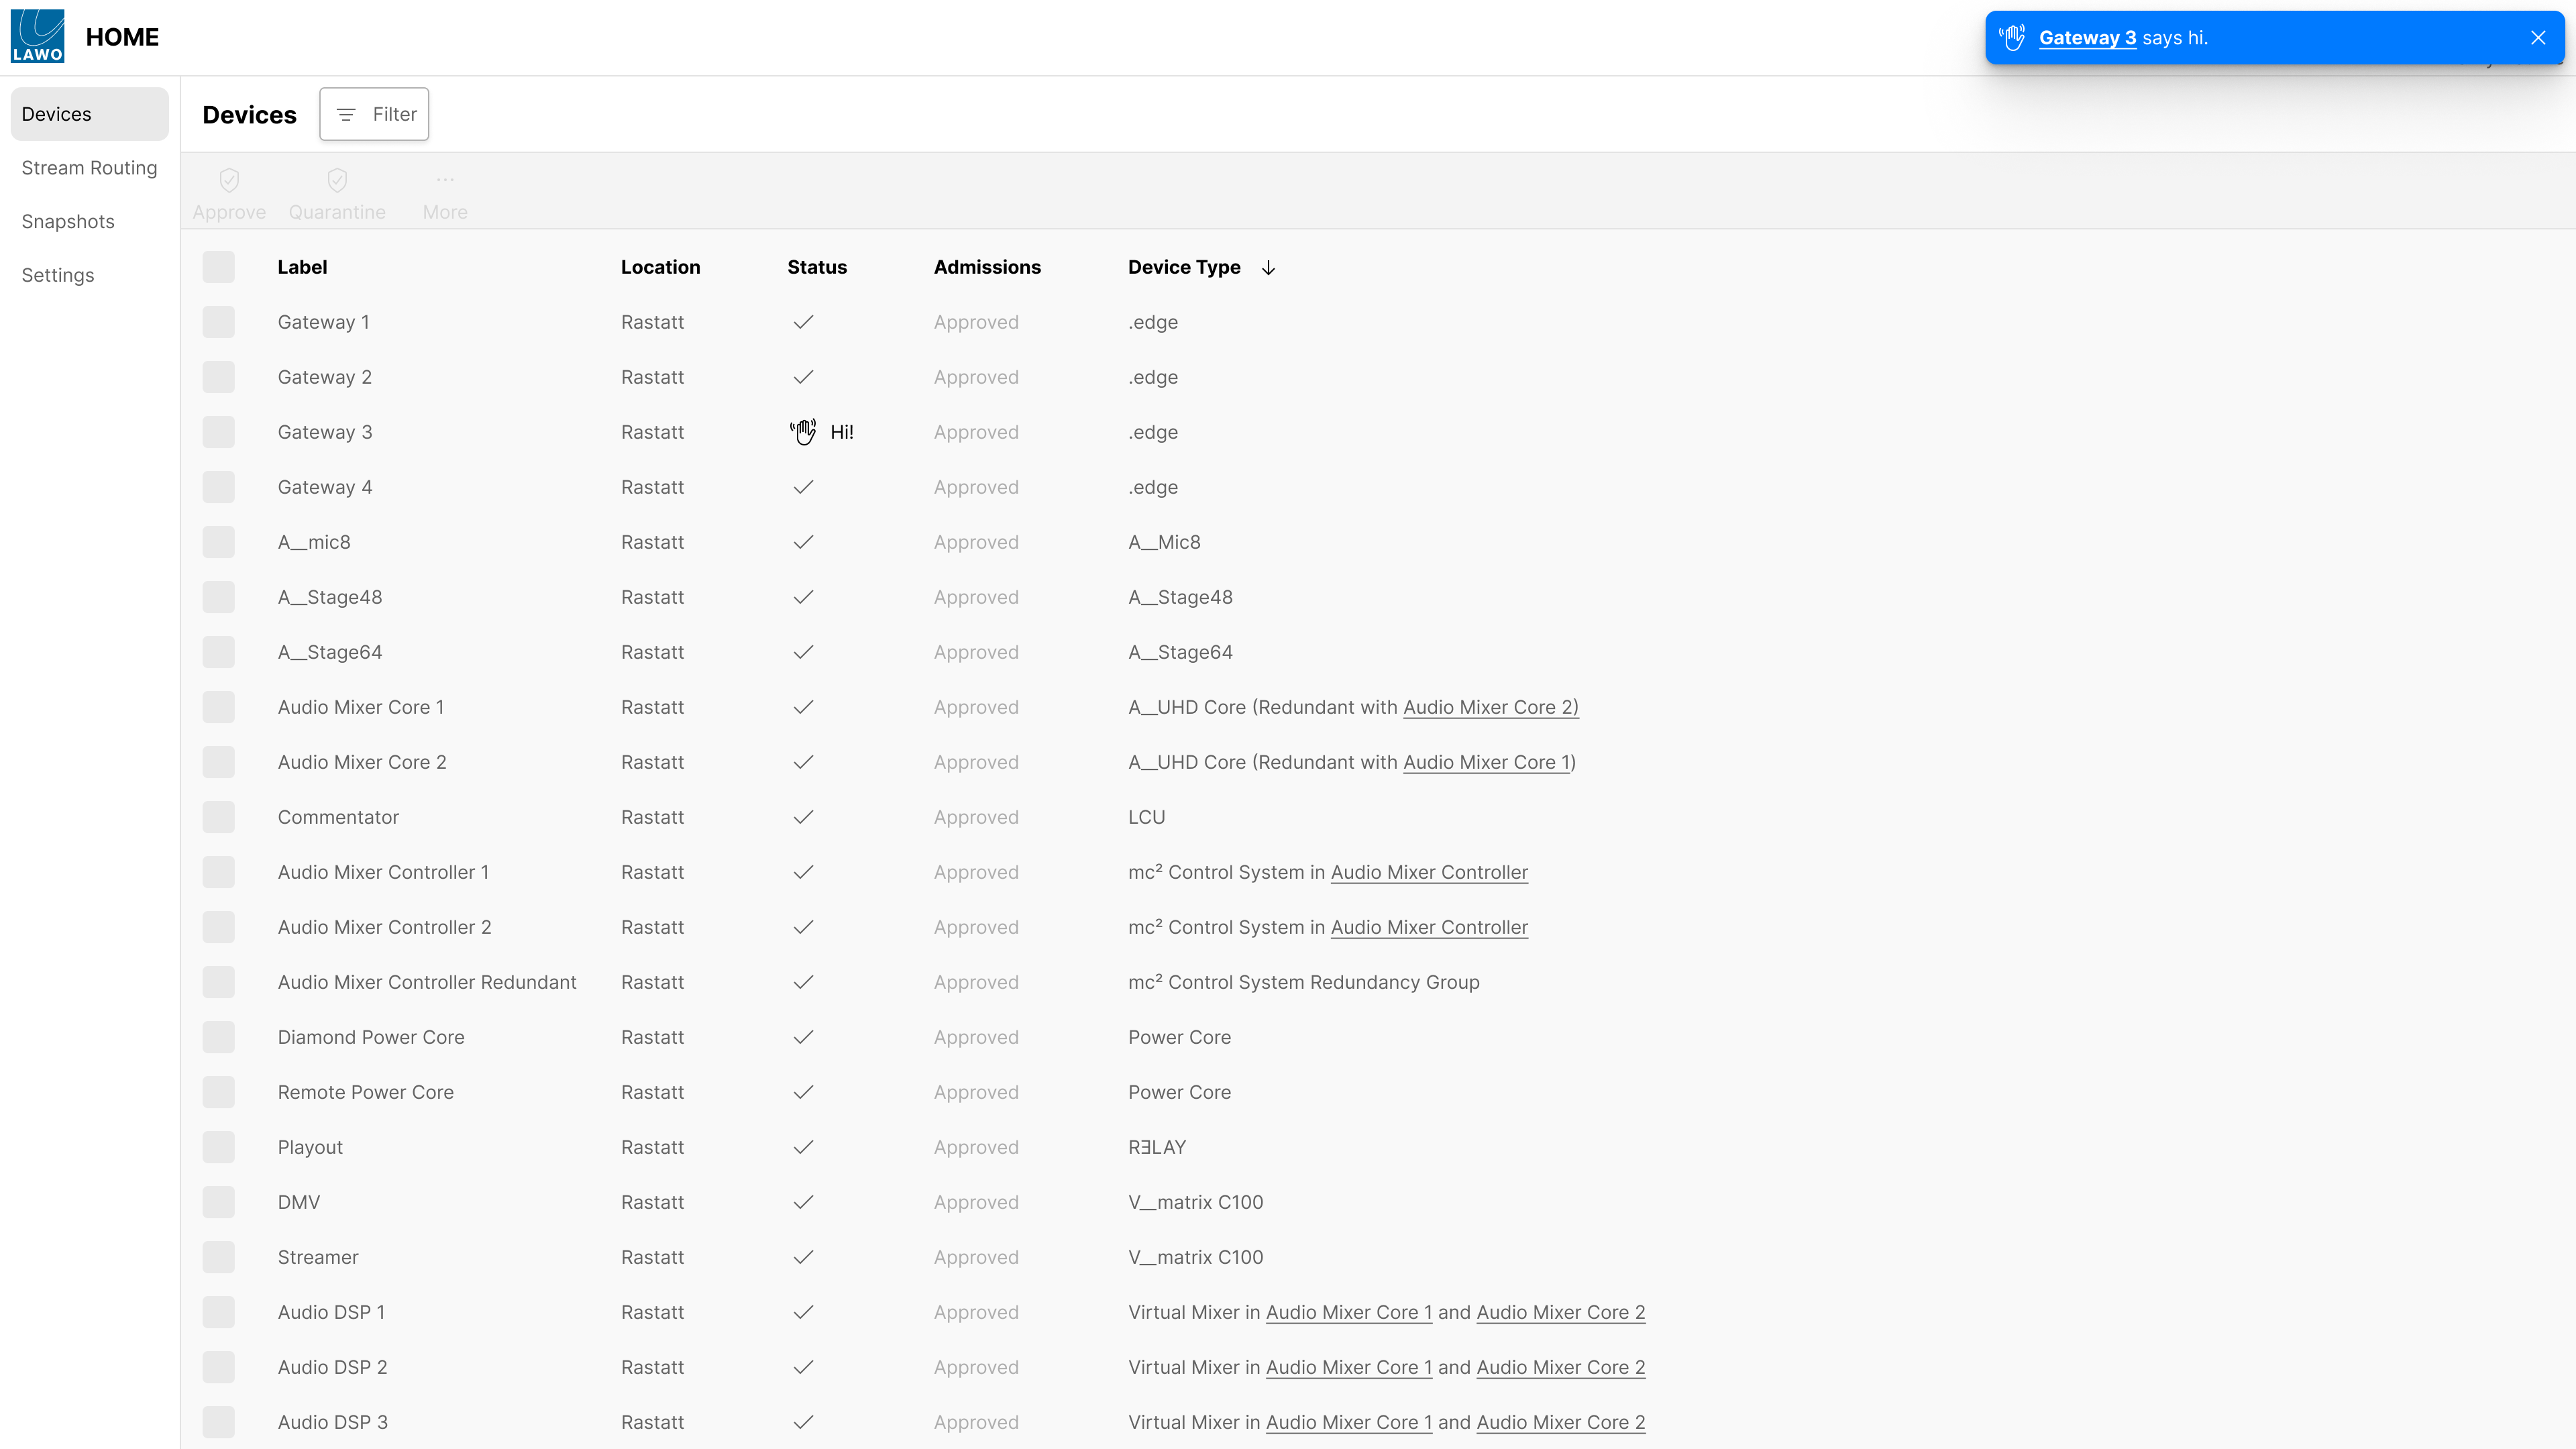 LAWO
HOME
Gateway 3 says hi.
Devices
Stream Routing
Snapshots
Settings
Devices
Filter
Approve Quarantine More
Label Location Status Admissions Device Type
Gateway 1 Rastatt Approved .edge
Gateway 2 Rastatt Approved .edge
Gateway 3 Rastatt Hi! Approved .edge
Gateway 4 Rastatt Approved .edge
A__mic8 Rastatt Approved A__Mic8
A__Stage48 Rastatt Approved A__Stage48
A__Stage64 Rastatt Approved A__Stage64
Audio Mixer Core 1 Rastatt Approved A__UHD Core (Redundant with Audio Mixer Core 2)
Audio Mixer Core 2 Rastatt Approved A__UHD Core (Redundant with Audio Mixer Core 1)
Commentator Rastatt Approved LCU
Audio Mixer Controller 1 Rastatt Approved mc² Control System in Audio Mixer Controller
Audio Mixer Controller 2 Rastatt Approved mc² Control System in Audio Mixer Controller
Audio Mixer Controller Redundant Rastatt Approved mc² Control System Redundancy Group
Diamond Power Core Rastatt Approved Power Core
Remote Power Core Rastatt Approved Power Core
Playout Rastatt Approved RƎLAY
DMV Rastatt Approved V__matrix C100
Streamer Rastatt Approved V__matrix C100
Audio DSP 1 Rastatt Approved Virtual Mixer in Audio Mixer Core 1 and Audio Mixer Core 2
Audio DSP 2 Rastatt Approved Virtual Mixer in Audio Mixer Core 1 and Audio Mixer Core 2
Audio DSP 3 Rastatt Approved Virtual Mixer in Audio Mixer Core 1 and Audio Mixer Core 2